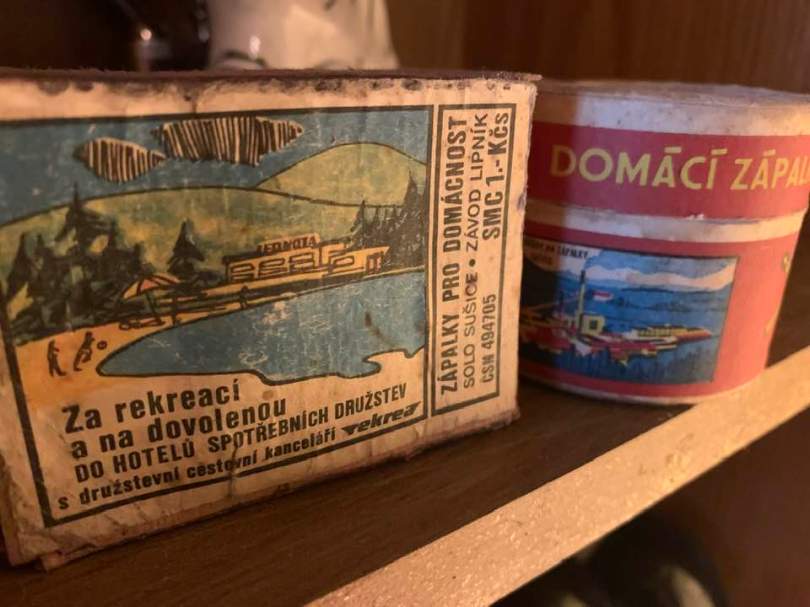 JEDNOTA
Za rekreací
a na dovolenou
DO HOTELŮ SPOTŘEBNÍCH DRUŽSTEV
s družstevní cestovní kanceláří rekrea
ZÁPALKY PRO DOMÁCNOST
SOLO SUŠICE • ZÁVOD LIPNÍK
SMC 1.-Kčs
ČSN 494705
DOMÁCÍ ZÁPAL